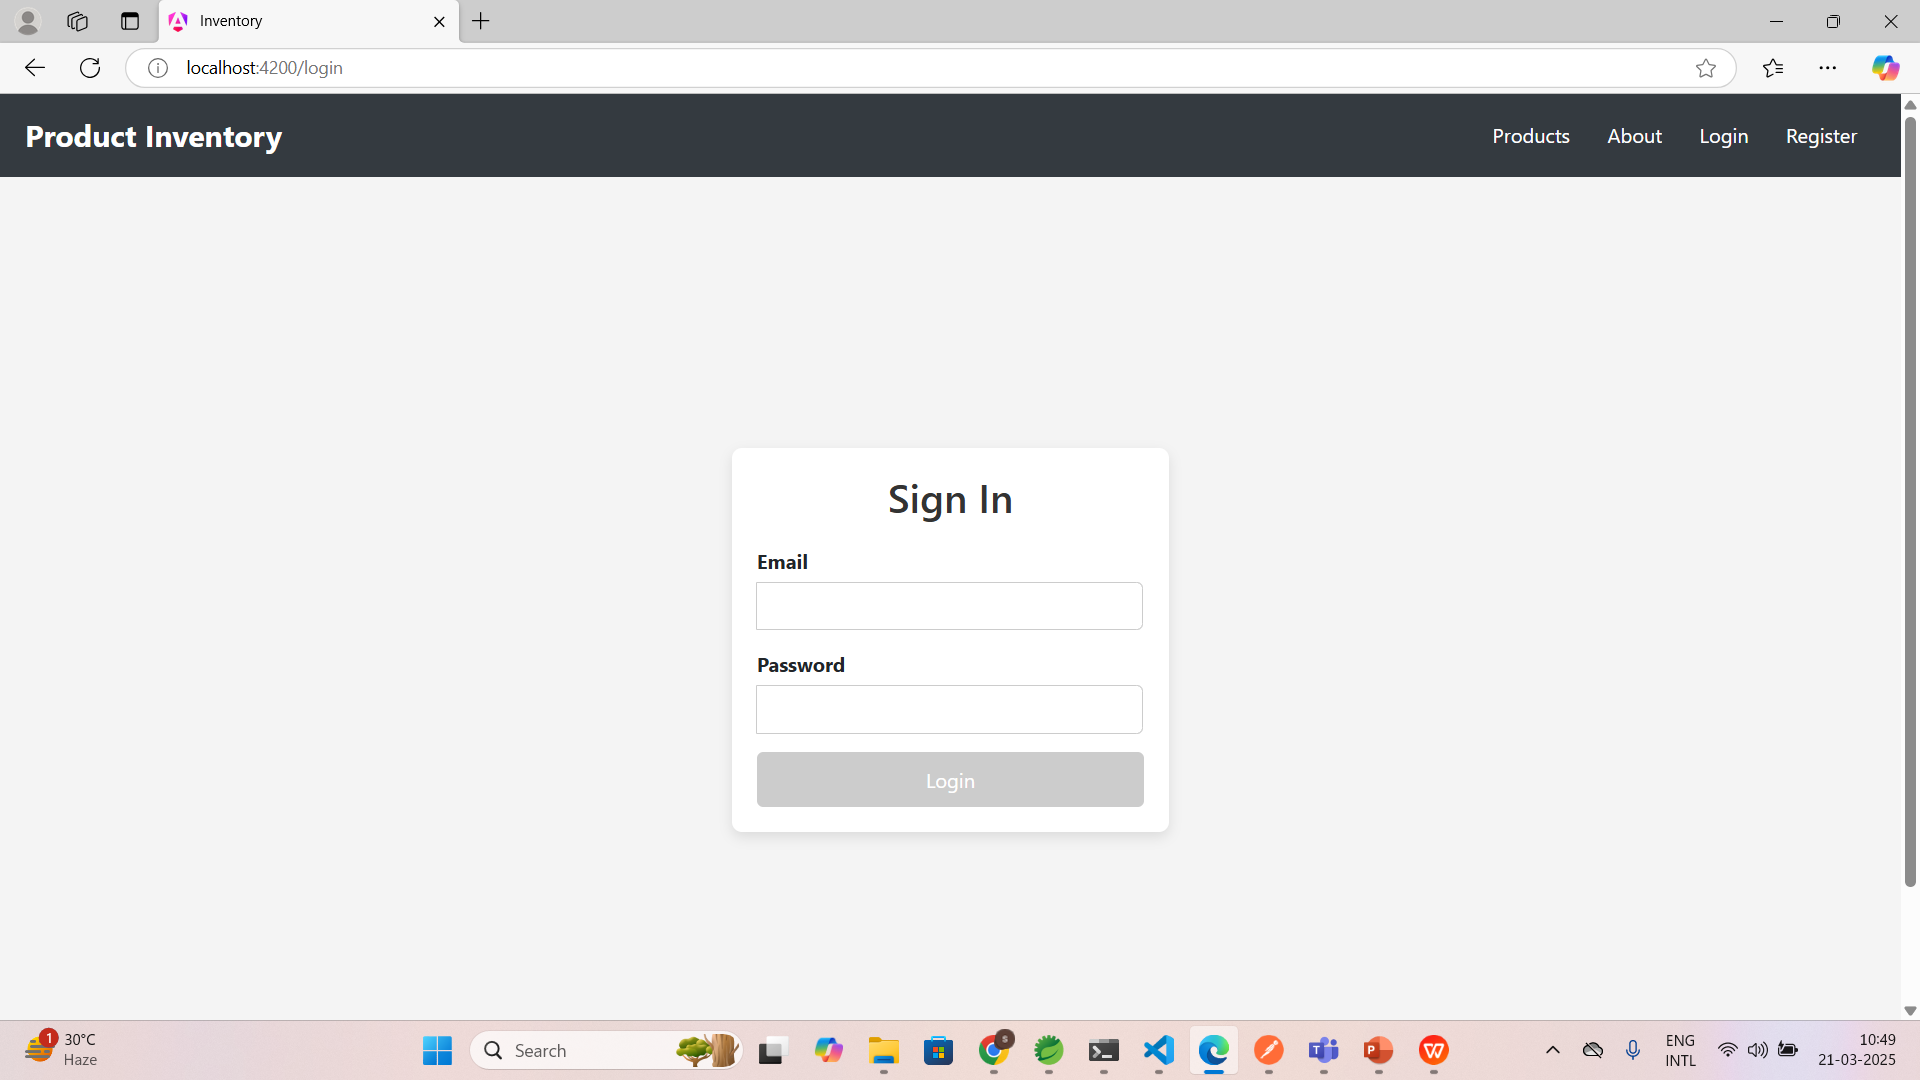 Inventory
localhost:4200/login
Product Inventory
Products About Login Register
Sign In
Email
Password
Login
1
30°C
Haze
Search
S
T
P
W
ENG
INTL
10:49
21-03-2025